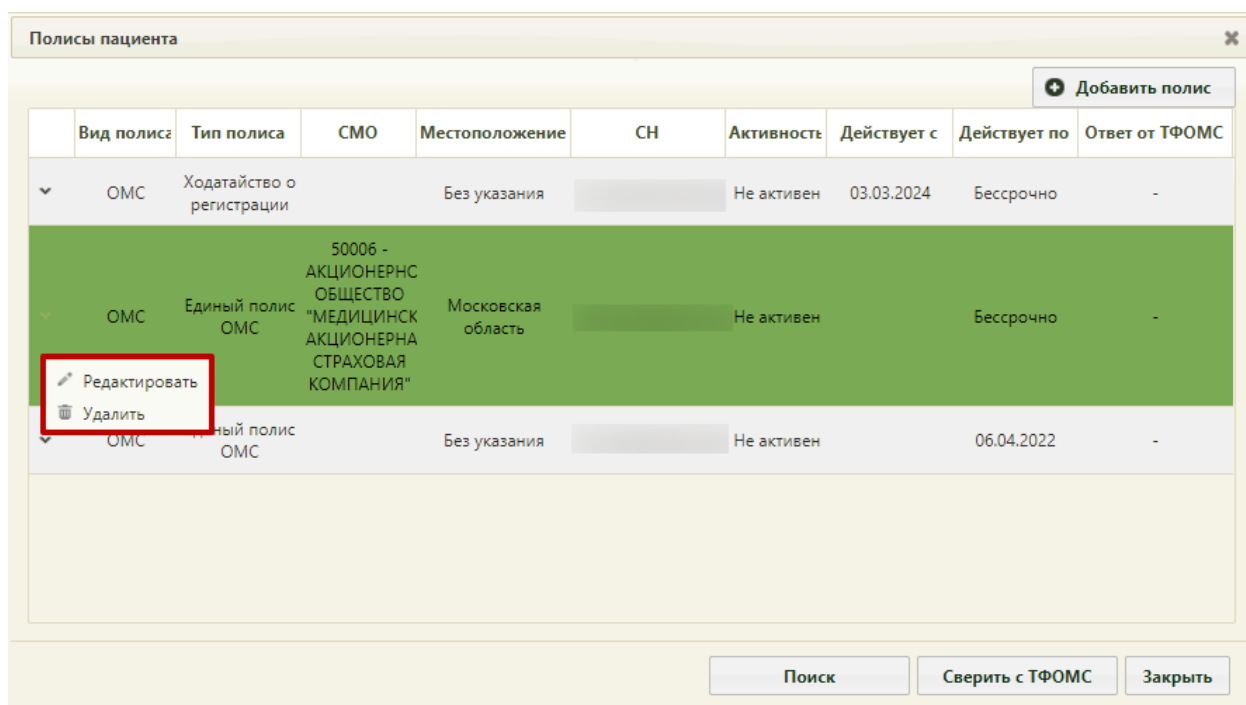 Полисы пациента
Добавить полис
Вид полиса Тип полиса СМО Местоположение СН Активность Действует с Действует по Ответ от ТФОМС
ОМС Ходатайство о регистрации Без указания Не активен 03.03.2024 Бессрочно -
50006 -
АКЦИОНЕРНС
ОБЩЕСТВО
"МЕДИЦИНСК
АКЦИОНЕРНА
СТРАХОВАЯ
КОМПАНИЯ"
ОМС Единый полис ОМС Московская область Не активен Бессрочно -
Редактировать
Удалить
ОМС ный полис ОМС Без указания Не активен 06.04.2022 -
Поиск Сверить с ТФОМС Закрыть